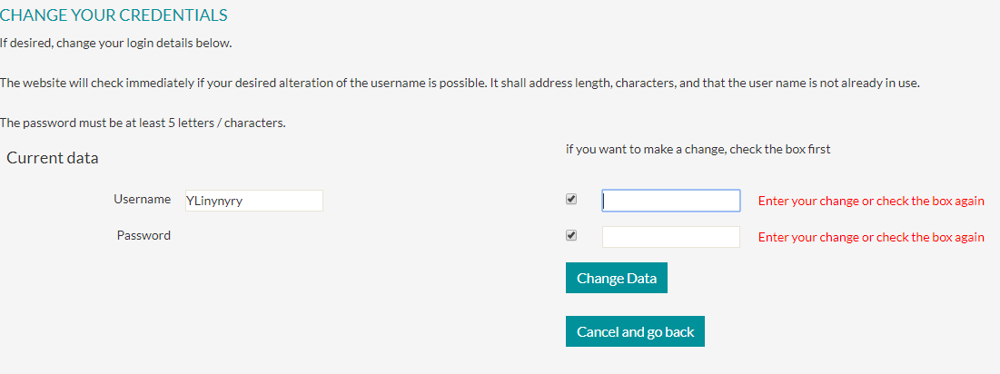 CHANGE YOUR CREDENTIALS
If desired, change your login details below.
The website will check immediately if your desired alteration of the username is possible. It shall address length, characters, and that the user name is not already in use.
The password must be at least 5 letters / characters.
if you want to make a change, check the box first
Current data
Username YLinynyry Enter your change or check the box again
Password Enter your change or check the box again
Change Data
Cancel and go back